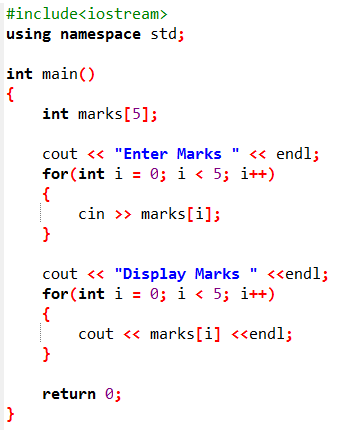 #include<iostream>
using namespace std;
int main()
{
int marks[5];
cout << "Enter Marks " << endl;
for(int i = 0; i < 5; i++)
{
cin >> marks[i];
}
cout << "Display Marks " <<endl;
for(int i = 0; i < 5; i++)
{
cout << marks[i] <<endl;
}
return 0;
}